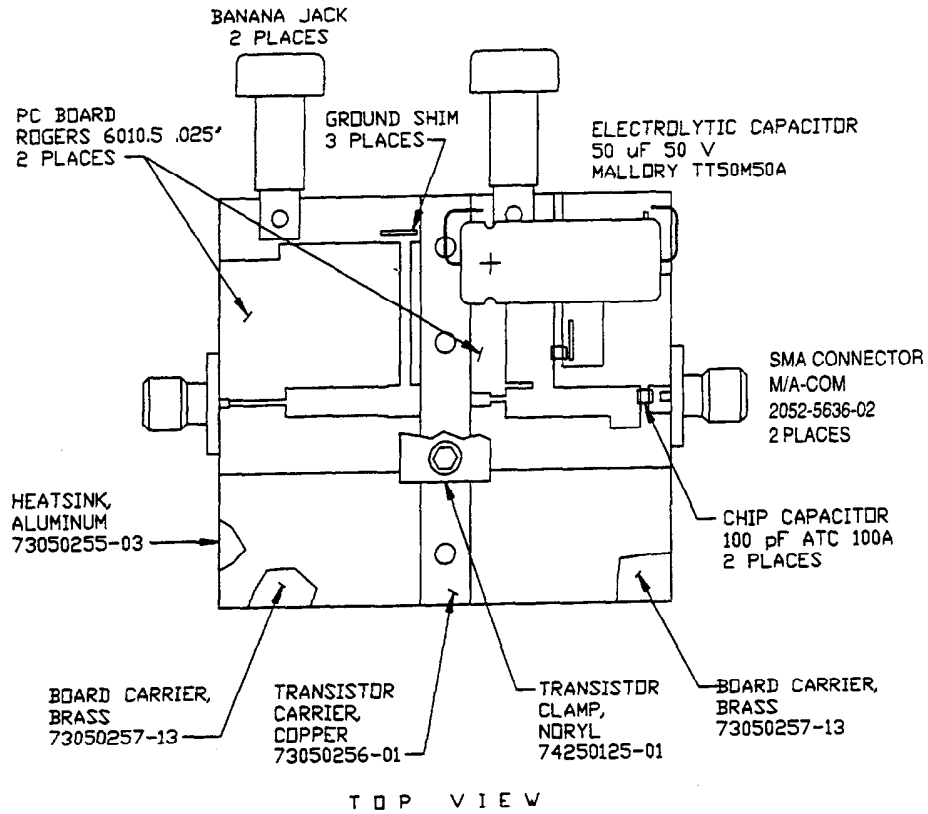 BANANA JACK
2 PLACES
PC BOARD
ROGERS 6010.5 .025"
2 PLACES
GROUND SHIM
3 PLACES
ELECTROLYTIC CAPACITOR
50 uF 50 V
MALLORY TT50M50A
SMA CONNECTOR
M/A-COM
2052-5636-02
2 PLACES
HEATSINK,
ALUMINUM
73050255-03
CHIP CAPACITOR
100 pF ATC 100A
2 PLACES
BOARD CARRIER,
BRASS
73050257-13
TRANSISTOR
CARRIER,
COPPER
73050256-01
TRANSISTOR
CLAMP,
NORYL
74250125-01
BOARD CARRIER,
BRASS
73050257-13
TOP VIEW